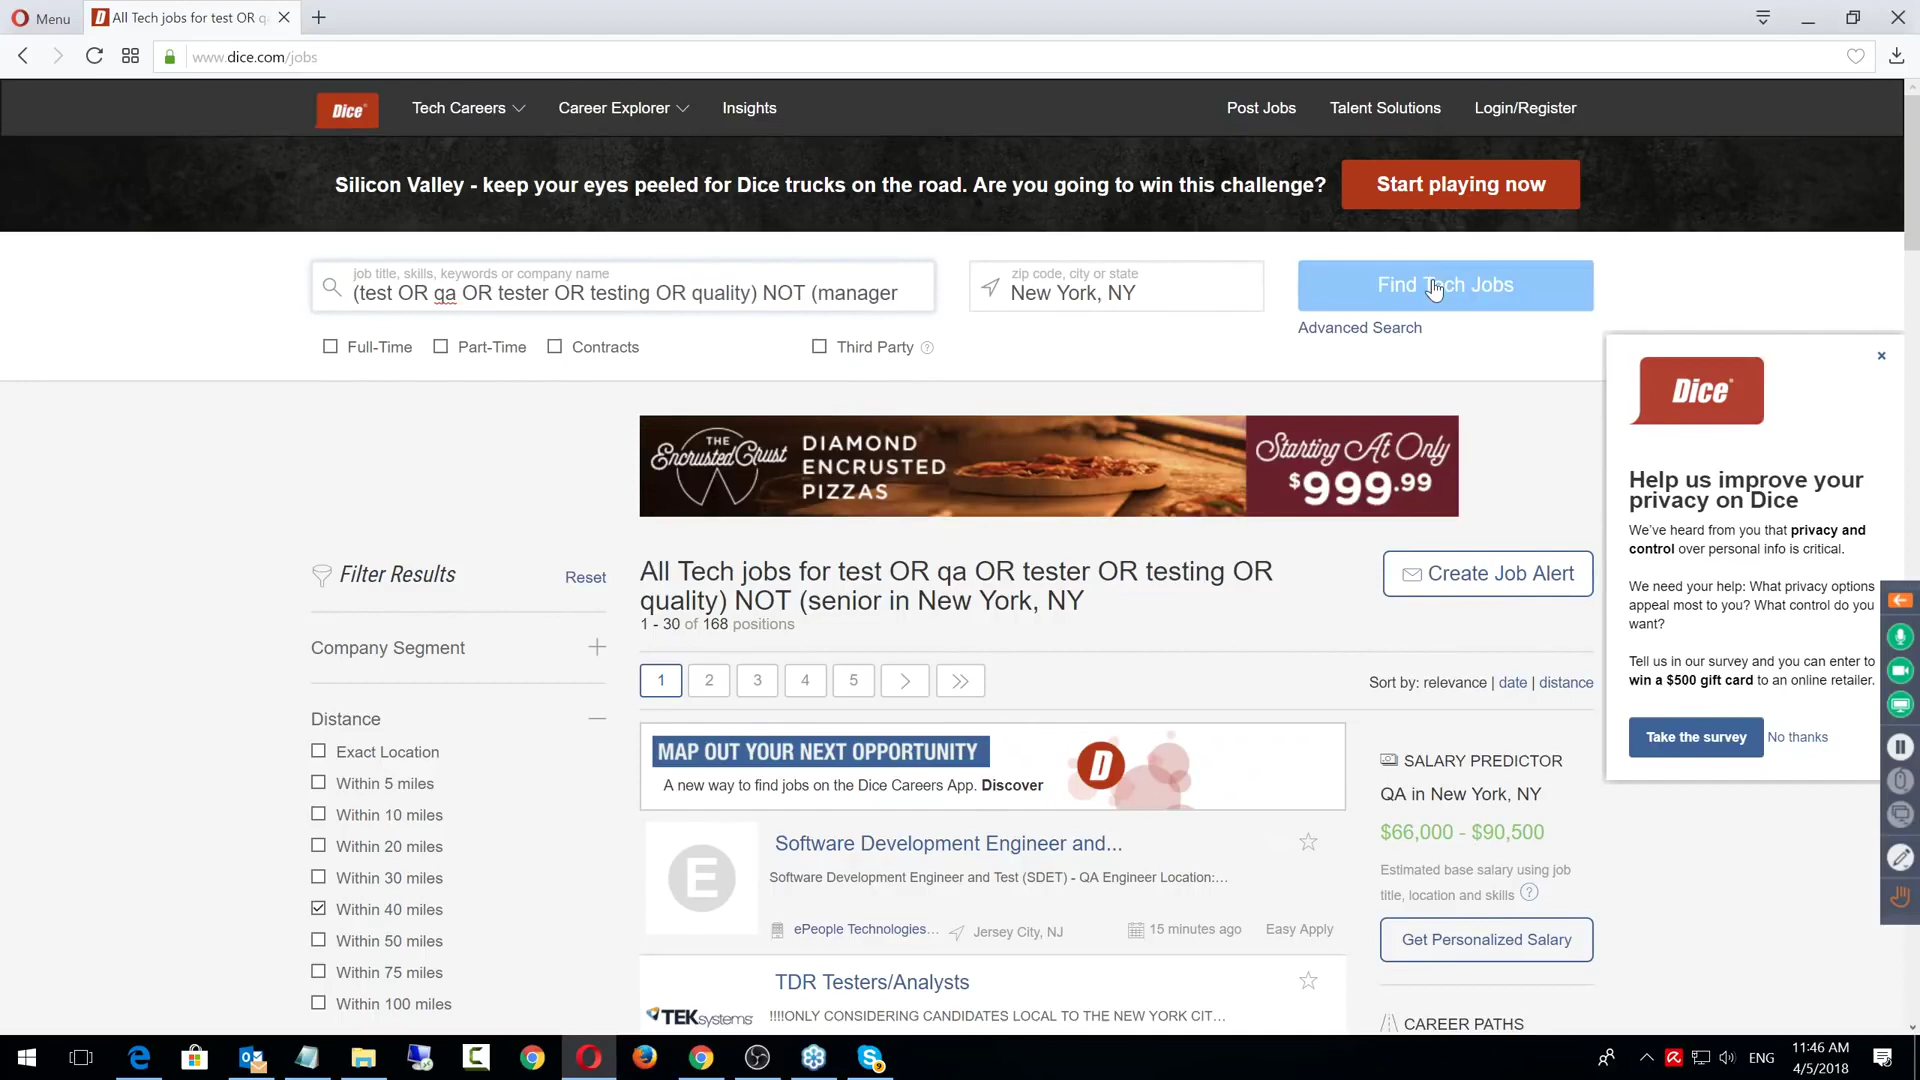 Menu
All Tech jobs for test OR q
www.dice.com/jobs
Dice
Tech Careers
Career Explorer
Insights
Post Jobs
Talent Solutions
Login/Register
Silicon Valley - keep your eyes peeled for Dice trucks on the road. Are you going to win this challenge?
Start playing now
job title, skills, keywords or company name
(test OR qa OR tester OR testing OR quality) NOT (manager
zip code, city or state
New York, NY
Find Tech Jobs
Advanced Search
Full-Time
Part-Time
Contracts
Third Party ?
THE
Encrusted Crust
DIAMOND
ENCRUSTED
PIZZAS
Starting At Only
$999.99
Dice
Help us improve your
privacy on Dice
We've heard from you that privacy and
control over personal info is critical.
We need your help: What privacy options
appeal most to you? What control do you
want?
Tell us in our survey and you can enter to
win a $500 gift card to an online retailer.
Take the survey
No thanks
Filter Results
Reset
Company Segment
Distance
Exact Location
Within 5 miles
Within 10 miles
Within 20 miles
Within 30 miles
Within 40 miles
Within 50 miles
Within 75 miles
Within 100 miles
All Tech jobs for test OR qa OR tester OR testing OR
quality) NOT (senior in New York, NY
1 - 30 of 168 positions
Create Job Alert
1
2
3
4
5
Sort by: relevance | date | distance
MAP OUT YOUR NEXT OPPORTUNITY
A new way to find jobs on the Dice Careers App. Discover
D
E
Software Development Engineer and...
Software Development Engineer and Test (SDET) - QA Engineer Location:...
ePeople Technologies...
Jersey City, NJ
15 minutes ago
Easy Apply
TDR Testers/Analysts
TEKsystems
!!!!ONLY CONSIDERING CANDIDATES LOCAL TO THE NEW YORK CIT...
SALARY PREDICTOR
QA in New York, NY
$66,000 - $90,500
Estimated base salary using job
title, location and skills ?
Get Personalized Salary
CAREER PATHS
9
ENG
11:46 AM
4/5/2018